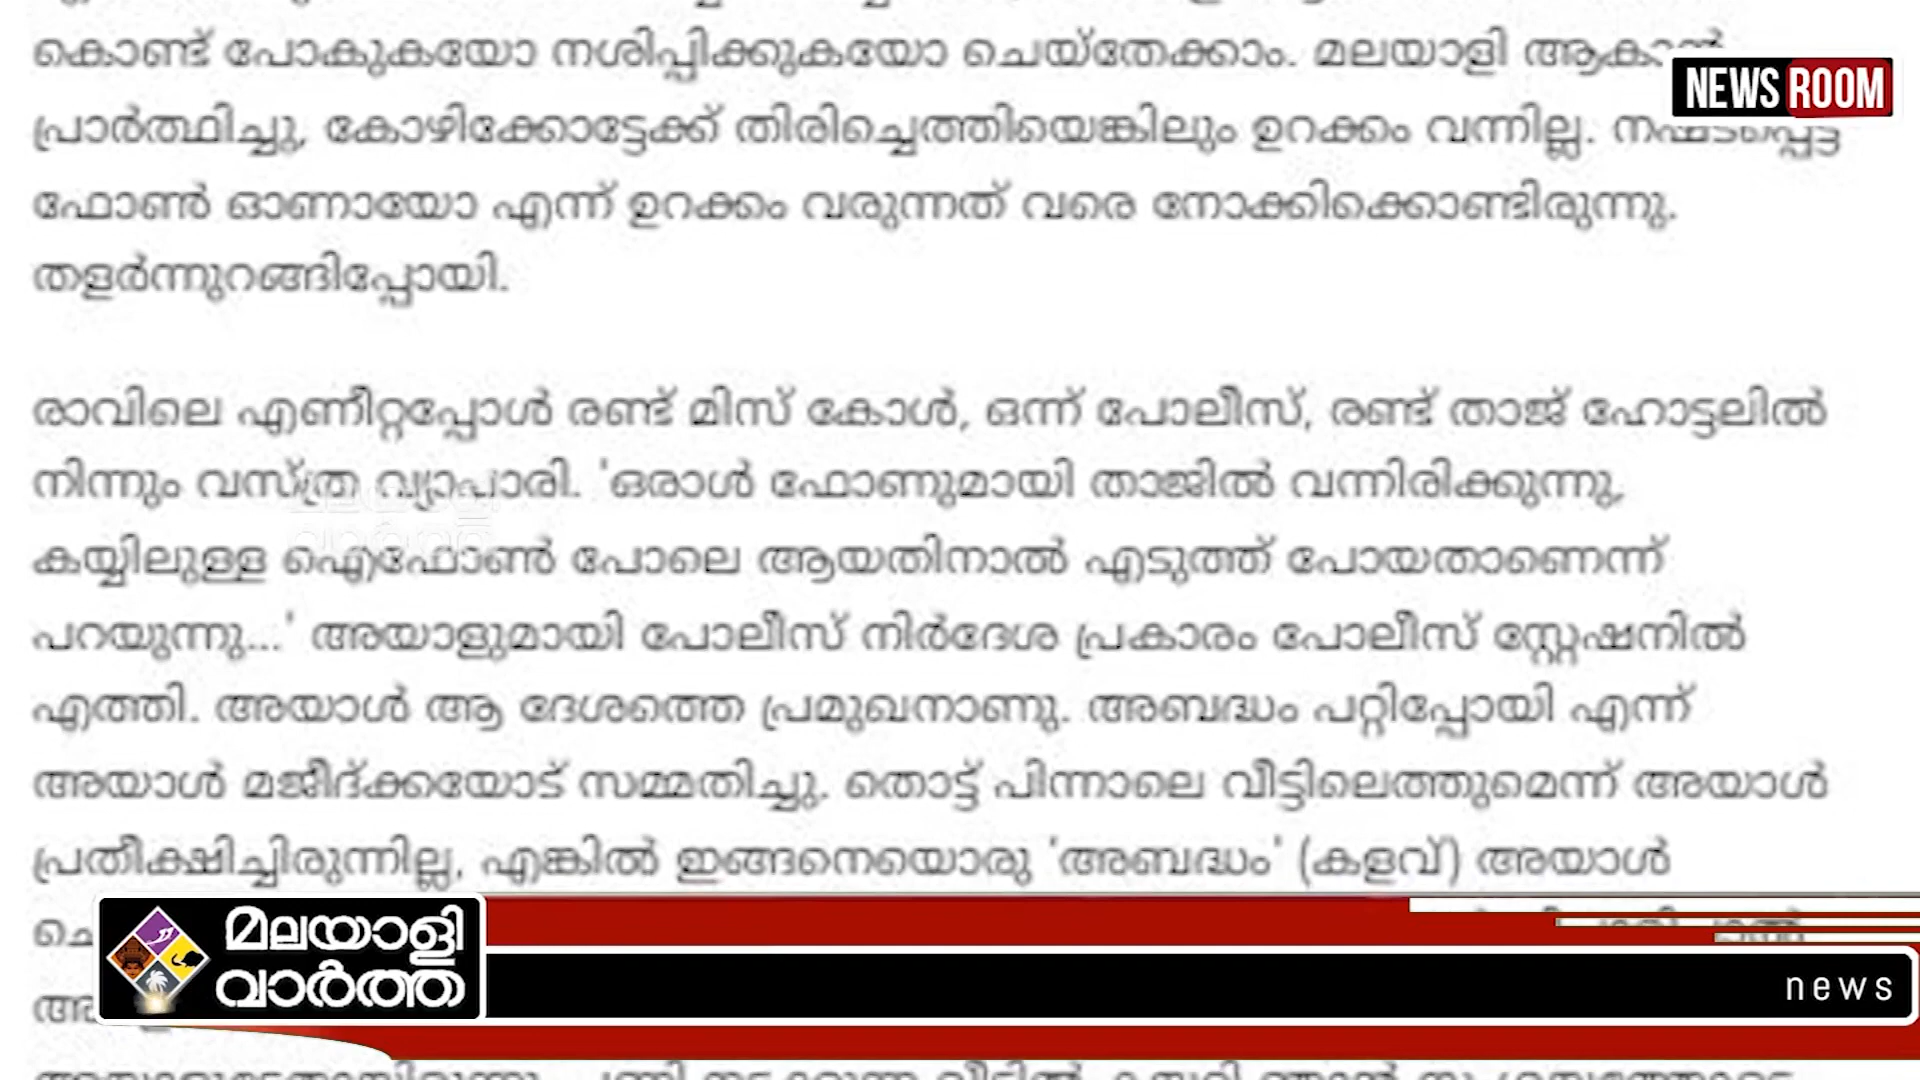 കൊണ്ട് പോകുകയോ നശിപ്പിക്കുകയോ ചെയ്തേക്കാം. മലയാളി ആകാൻ
NEWS ROOM
പ്രാർത്ഥിച്ചു, കോഴിക്കോട്ടേക്ക് തിരിച്ചെത്തിയെങ്കിലും ഉറക്കം വന്നില്ല. നഷ്ടപ്പെട്ട
ഫോൺ ഓണായോ എന്ന് ഉറക്കം വരുന്നത് വരെ നോക്കിക്കൊണ്ടിരുന്നു.
തളർന്നുറങ്ങിപ്പോയി.
രാവിലെ എണീറ്റപ്പോൾ രണ്ട് മിസ് കോൾ, ഒന്ന് പോലീസ്, രണ്ട് താജ് ഹോട്ടലിൽ
നിന്നും വസ്ത്ര വ്യാപാരി. 'ഒരാൾ ഫോണുമായി താജിൽ വന്നിരിക്കുന്നു,
കയ്യിലുള്ള ഐഫോൺ പോലെ ആയതിനാൽ എടുത്ത് പോയതാണെന്ന്
പറയുന്നു...' അയാളുമായി പോലീസ് നിർദേശ പ്രകാരം പോലീസ് സ്റ്റേഷനിൽ
എത്തി. അയാൾ ആ ദേശത്തെ പ്രമുഖനാണു. അബദ്ധം പറ്റിപ്പോയി എന്ന്
അയാൾ മജീദ്ക്കയോട് സമ്മതിച്ചു. തൊട്ട് പിന്നാലെ വീട്ടിലെത്തുമെന്ന് അയാൾ
പ്രതീക്ഷിച്ചിരുന്നില്ല, എങ്കിൽ ഇങ്ങനെയൊരു 'അബദ്ധം' (കളവ്) അയാൾ
മലയാളി
വാർത്ത
news